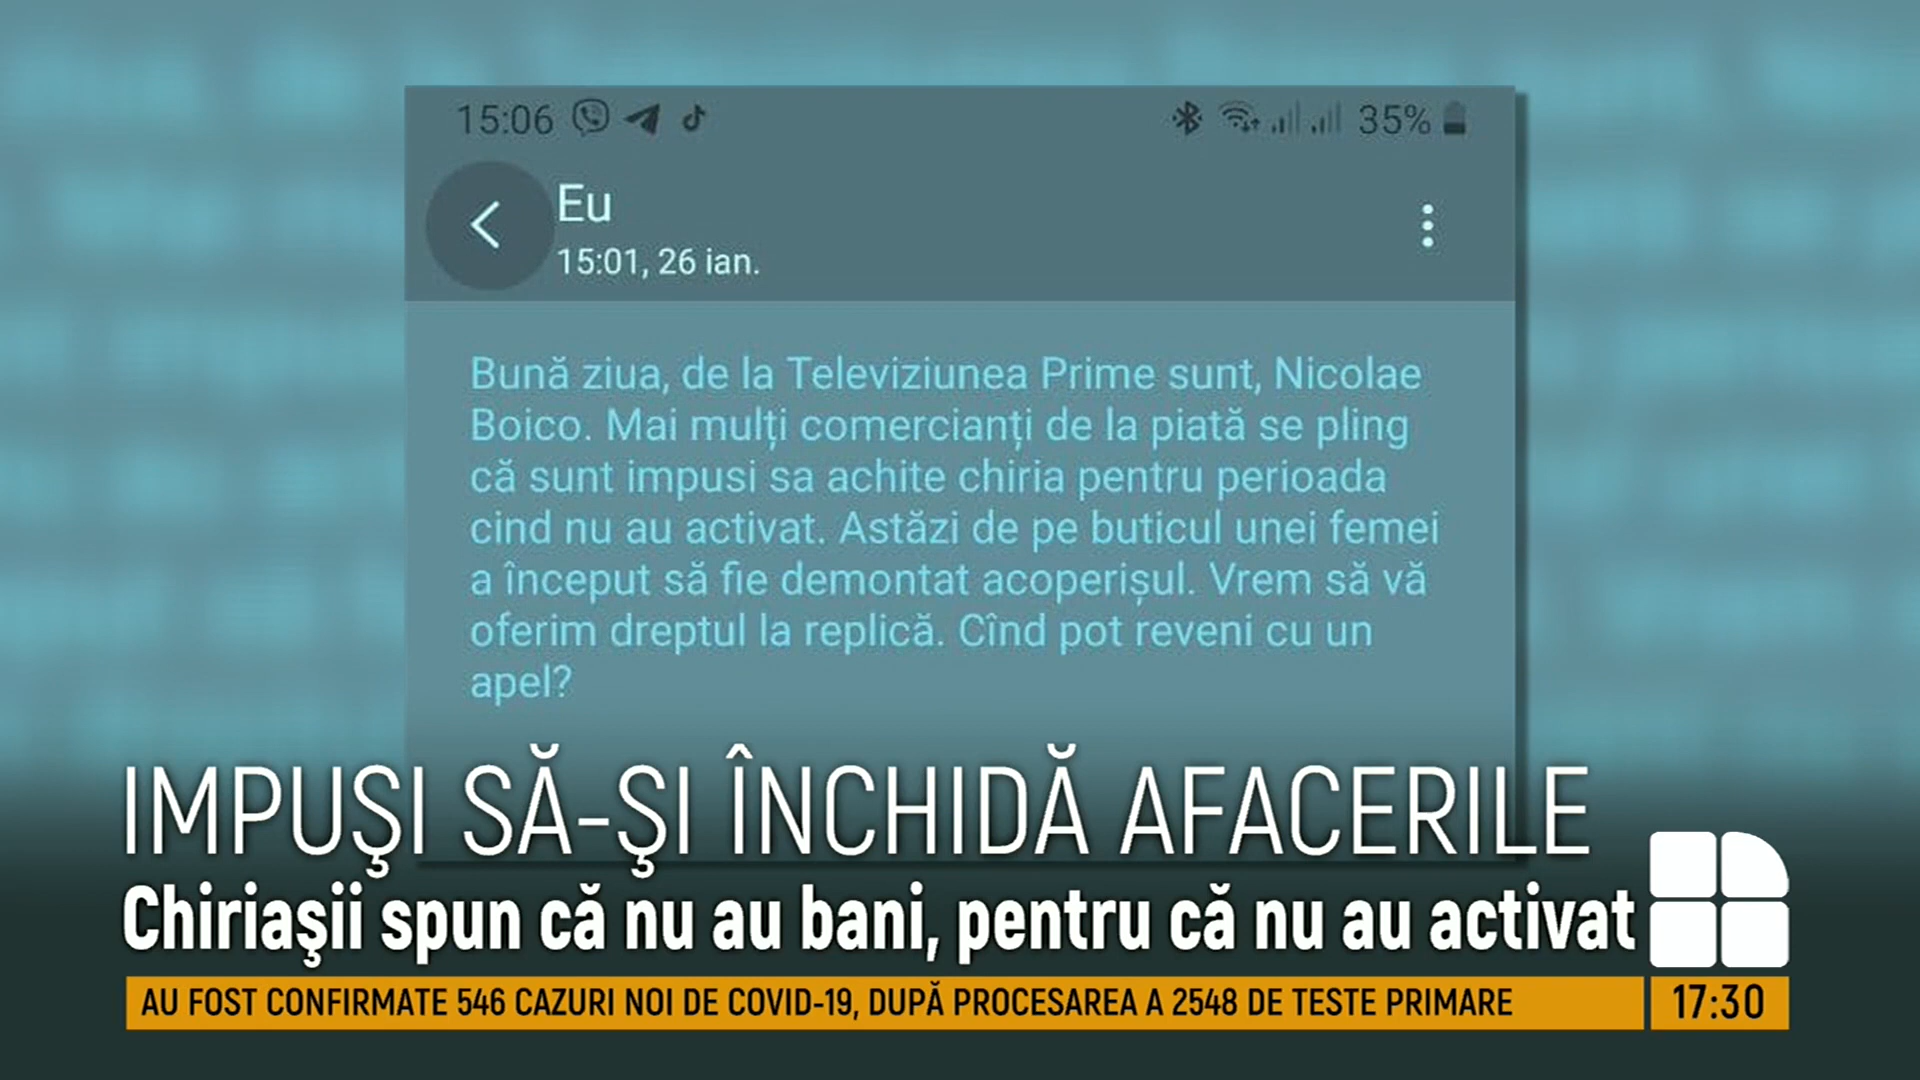 15:06 35%
Eu
15:01, 26 ian.
Bună ziua, de la Televiziunea Prime sunt, Nicolae
Boico. Mai mulți comercianți de la piată se pling
că sunt impusi sa achite chiria pentru perioada
cind nu au activat. Astăzi de pe buticul unei femei
a început să fie demontat acoperișul. Vrem să vă
oferim dreptul la replică. Cînd pot reveni cu un
apel?
IMPUŞI SĂ-ŞI ÎNCHIDĂ AFACERILE
Chiriaşii spun că nu au bani, pentru că nu au activat
AU FOST CONFIRMATE 546 CAZURI NOI DE COVID-19, DUPĂ PROCESAREA A 2548 DE TESTE PRIMARE 17:30